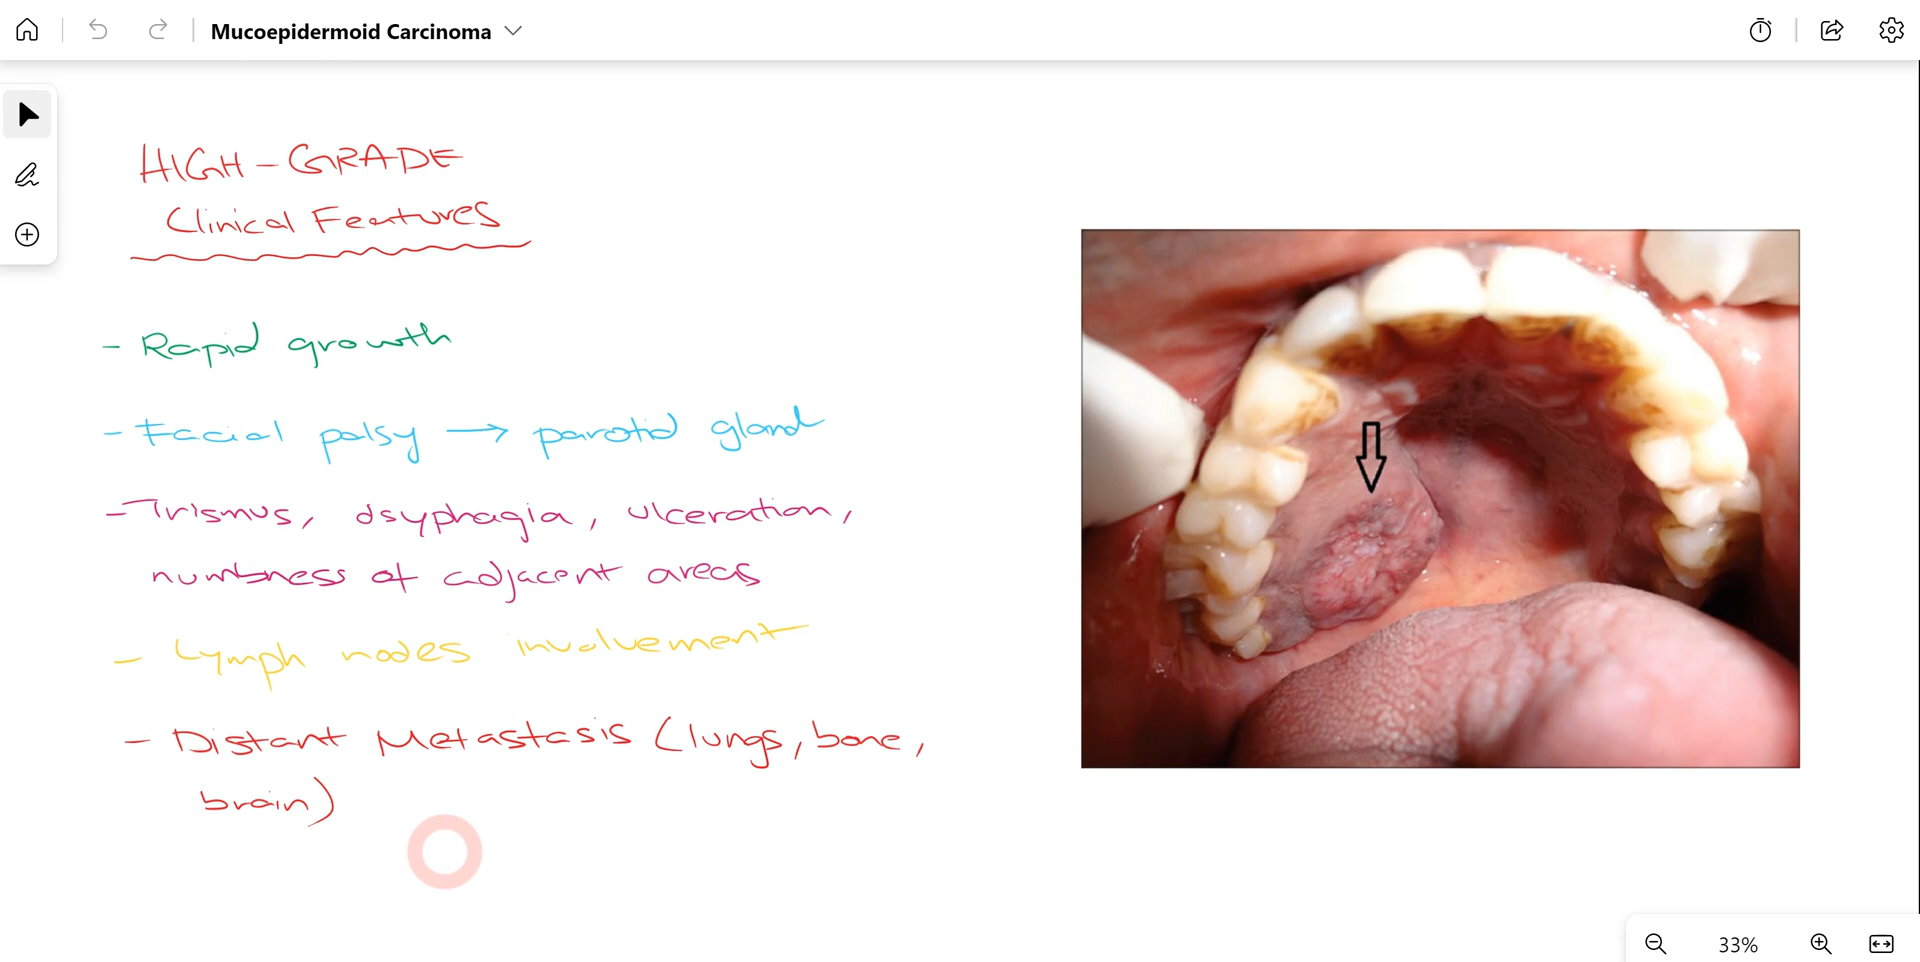 Mucoepidermoid Carcinoma
HIGH-GRADE
Clinical Features
- Rapid growth
- Facial palsy → parotid gland
- Trismus, dsyphagia, ulceration,
numbness of adjacent areas
- Lymph nodes involvement
- Distant Metastasis (lungs, bone,
brain)
33%